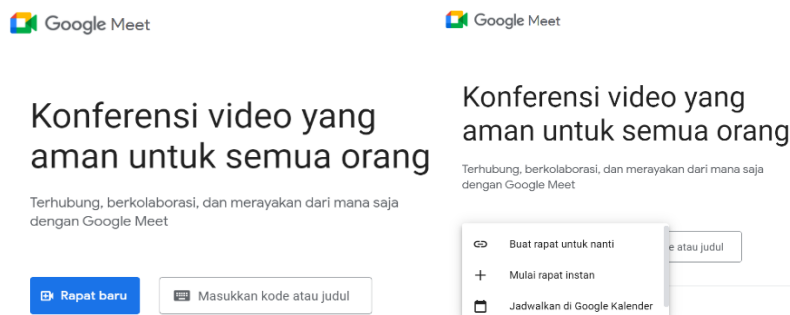 Google Meet
Konferensi video yang
aman untuk semua orang
Terhubung, berkolaborasi, dan merayakan dari mana saja
dengan Google Meet
Rapat baru
Masukkan kode atau judul
Google Meet
Konferensi video yang
aman untuk semua orang
Terhubung, berkolaborasi, dan merayakan dari mana saja
dengan Google Meet
Buat rapat untuk nanti
e atau judul
Mulai rapat instan
Jadwalkan di Google Kalender